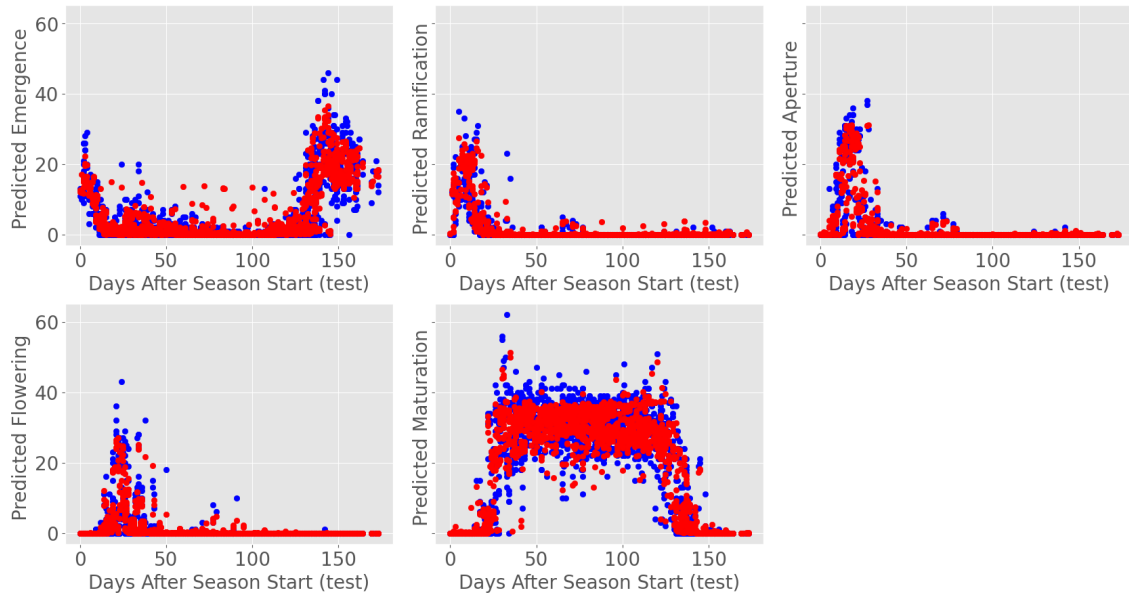 Predicted Emergence
60
40
20
0
0 50 100 150
Days After Season Start (test)
Predicted Ramification
0 50 100 150
Days After Season Start (test)
Predicted Aperture
0 50 100 150
Days After Season Start (test)
Predicted Flowering
60
40
20
0
0 50 100 150
Days After Season Start (test)
Predicted Maturation
0 50 100 150
Days After Season Start (test)